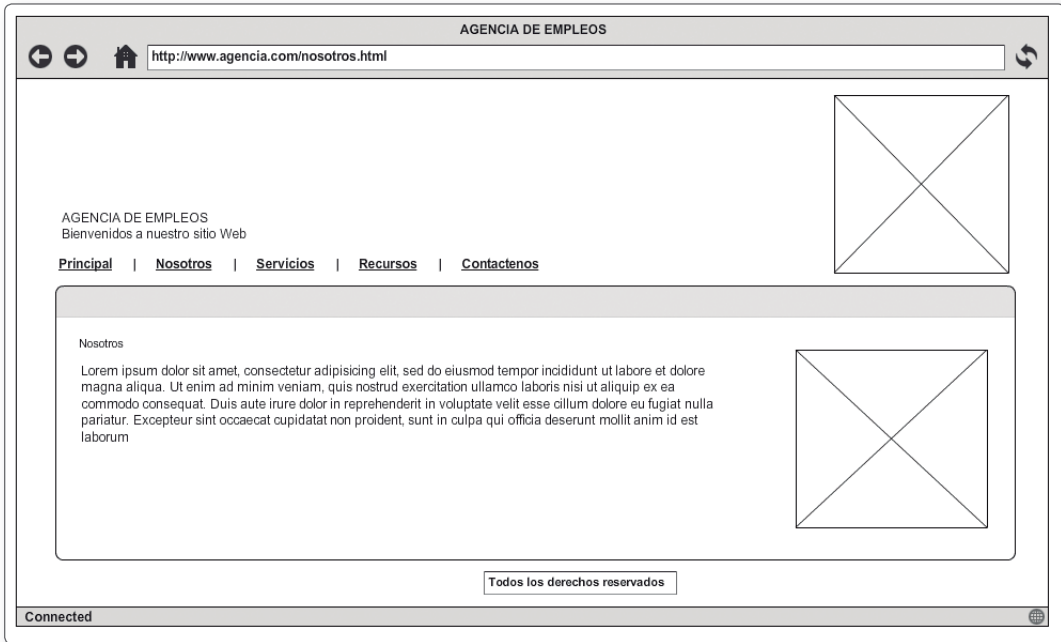 AGENCIA DE EMPLEOS
http://www.agencia.com/nosotros.html
AGENCIA DE EMPLEOS
Bienvenidos a nuestro sitio Web
Principal | Nosotros | Servicios | Recursos | Contactenos
Nosotros
Lorem ipsum dolor sit amet, consectetur adipisicing elit, sed do eiusmod tempor incididunt ut labore et dolore
magna aliqua. Ut enim ad minim veniam, quis nostrud exercitation ullamco laboris nisi ut aliquip ex ea
commodo consequat. Duis aute irure dolor in reprehenderit in voluptate velit esse cillum dolore eu fugiat nulla
pariatur. Excepteur sint occaecat cupidatat non proident, sunt in culpa qui officia deserunt mollit anim id est
laborum
Todos los derechos reservados
Connected